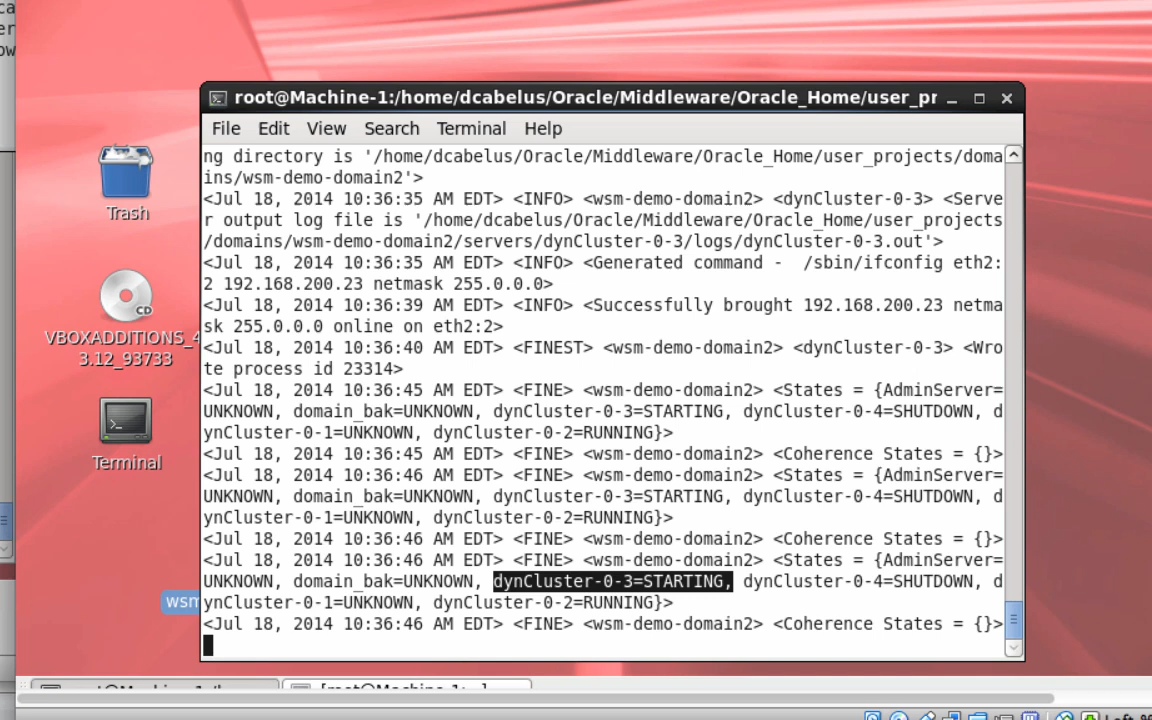 ca
er
ow
root@Machine-1:/home/dcabelus/Oracle/Middleware/Oracle_Home/user_pr
File Edit View Search Terminal Help
ng directory is '/home/dcabelus/Oracle/Middleware/Oracle_Home/user_projects/doma
ins/wsm-demo-domain2'>
<Jul 18, 2014 10:36:35 AM EDT> <INFO> <wsm-demo-domain2> <dynCluster-0-3> <Serve
r output log file is '/home/dcabelus/Oracle/Middleware/Oracle_Home/user_projects
/domains/wsm-demo-domain2/servers/dynCluster-0-3/logs/dynCluster-0-3.out'>
<Jul 18, 2014 10:36:35 AM EDT> <INFO> <Generated command -  /sbin/ifconfig eth2:
2 192.168.200.23 netmask 255.0.0.0>
<Jul 18, 2014 10:36:39 AM EDT> <INFO> <Successfully brought 192.168.200.23 netma
sk 255.0.0.0 online on eth2:2>
<Jul 18, 2014 10:36:40 AM EDT> <FINEST> <wsm-demo-domain2> <dynCluster-0-3> <Wro
te process id 23314>
<Jul 18, 2014 10:36:45 AM EDT> <FINE> <wsm-demo-domain2> <States = {AdminServer=
UNKNOWN, domain_bak=UNKNOWN, dynCluster-0-3=STARTING, dynCluster-0-4=SHUTDOWN, d
ynCluster-0-1=UNKNOWN, dynCluster-0-2=RUNNING}>
<Jul 18, 2014 10:36:45 AM EDT> <FINE> <wsm-demo-domain2> <Coherence States = {}>
<Jul 18, 2014 10:36:46 AM EDT> <FINE> <wsm-demo-domain2> <States = {AdminServer=
UNKNOWN, domain_bak=UNKNOWN, dynCluster-0-3=STARTING, dynCluster-0-4=SHUTDOWN, d
ynCluster-0-1=UNKNOWN, dynCluster-0-2=RUNNING}>
<Jul 18, 2014 10:36:46 AM EDT> <FINE> <wsm-demo-domain2> <Coherence States = {}>
<Jul 18, 2014 10:36:46 AM EDT> <FINE> <wsm-demo-domain2> <States = {AdminServer=
UNKNOWN, domain_bak=UNKNOWN, dynCluster-0-3=STARTING, dynCluster-0-4=SHUTDOWN, d
ynCluster-0-1=UNKNOWN, dynCluster-0-2=RUNNING}>
<Jul 18, 2014 10:36:46 AM EDT> <FINE> <wsm-demo-domain2> <Coherence States = {}>
Trash
CD
VBOXADDITIONS_4
3.12_93733
Terminal
wsm
[root@Machine-1:
Left ⌘